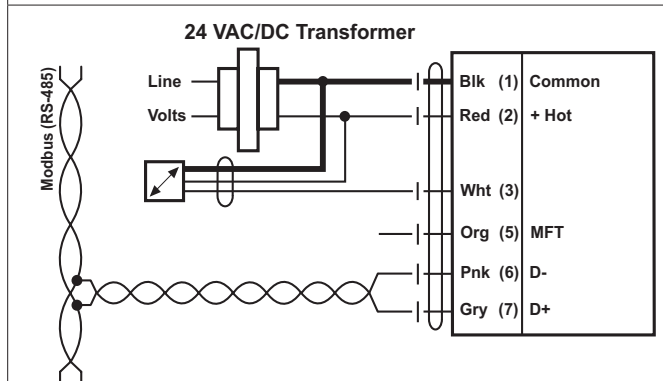 24 VAC/DC Transformer
Line
Volts
Modbus (RS-485)
Blk (1) Common
Red (2) + Hot
Wht (3)
Org (5) MFT
Pnk (6) D-
Gry (7) D+